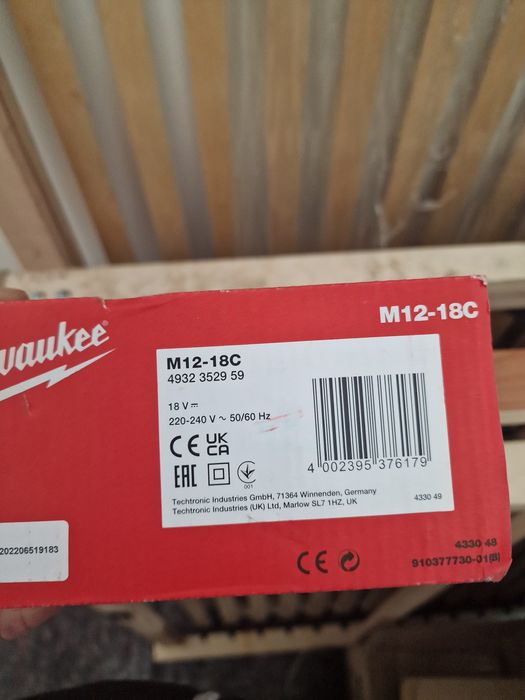 M12-18C
waukee
M12-18C
4932 3529 59
18 V⎓
220-240 V ~ 50/60 Hz
CE UK CA
EAC
001
4 002395 376179
Techtronic Industries GmbH, 71364 Winnenden, Germany
Techtronic Industries (UK) Ltd, Marlow SL7 1HZ, UK
4330 49
202206519183
CE
4330 48
910377730-01(B)